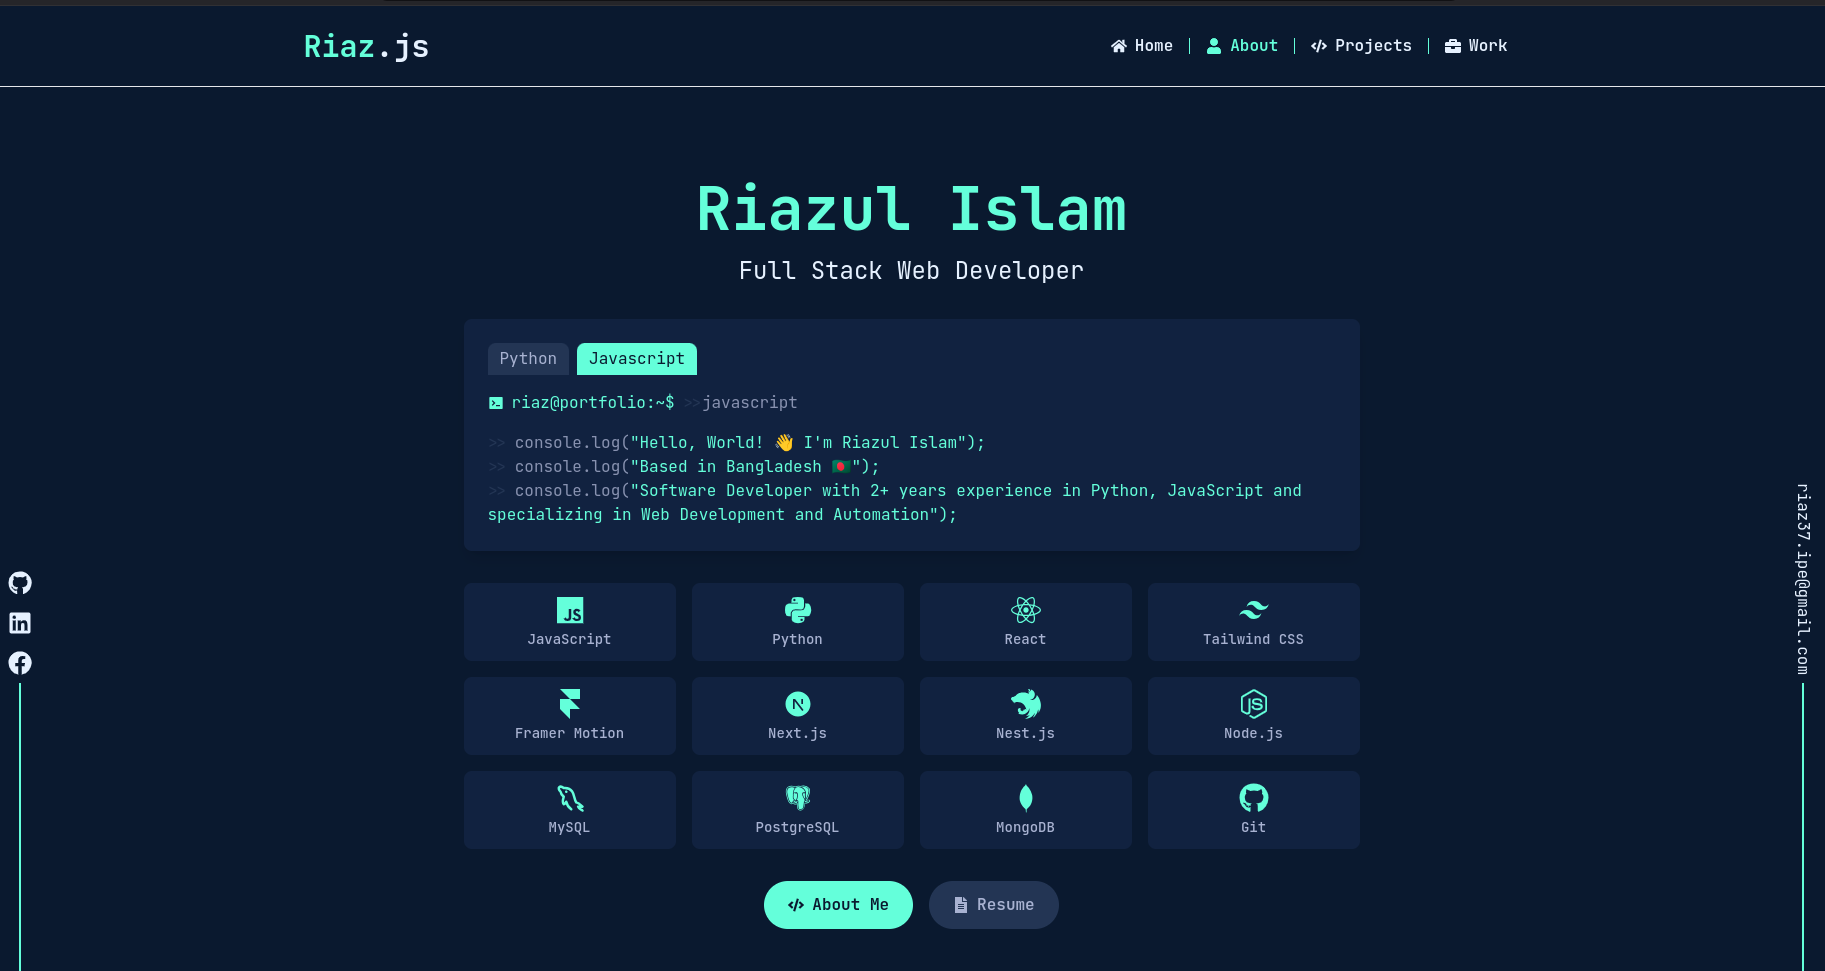 Riaz.js
Home
About
Projects
Work
Riazul Islam
Full Stack Web Developer
Python
Javascript
riaz@portfolio:~$ >>javascript
>> console.log("Hello, World! 👋 I'm Riazul Islam");
>> console.log("Based in Bangladesh 🇧🇩");
>> console.log("Software Developer with 2+ years experience in Python, JavaScript and
specializing in Web Development and Automation");
JS
JavaScript
Python
React
Tailwind CSS
Framer Motion
N
Next.js
Nest.js
JS
Node.js
MySQL
PostgreSQL
MongoDB
Git
About Me
Resume
in
riaz37.ipe@gmail.com